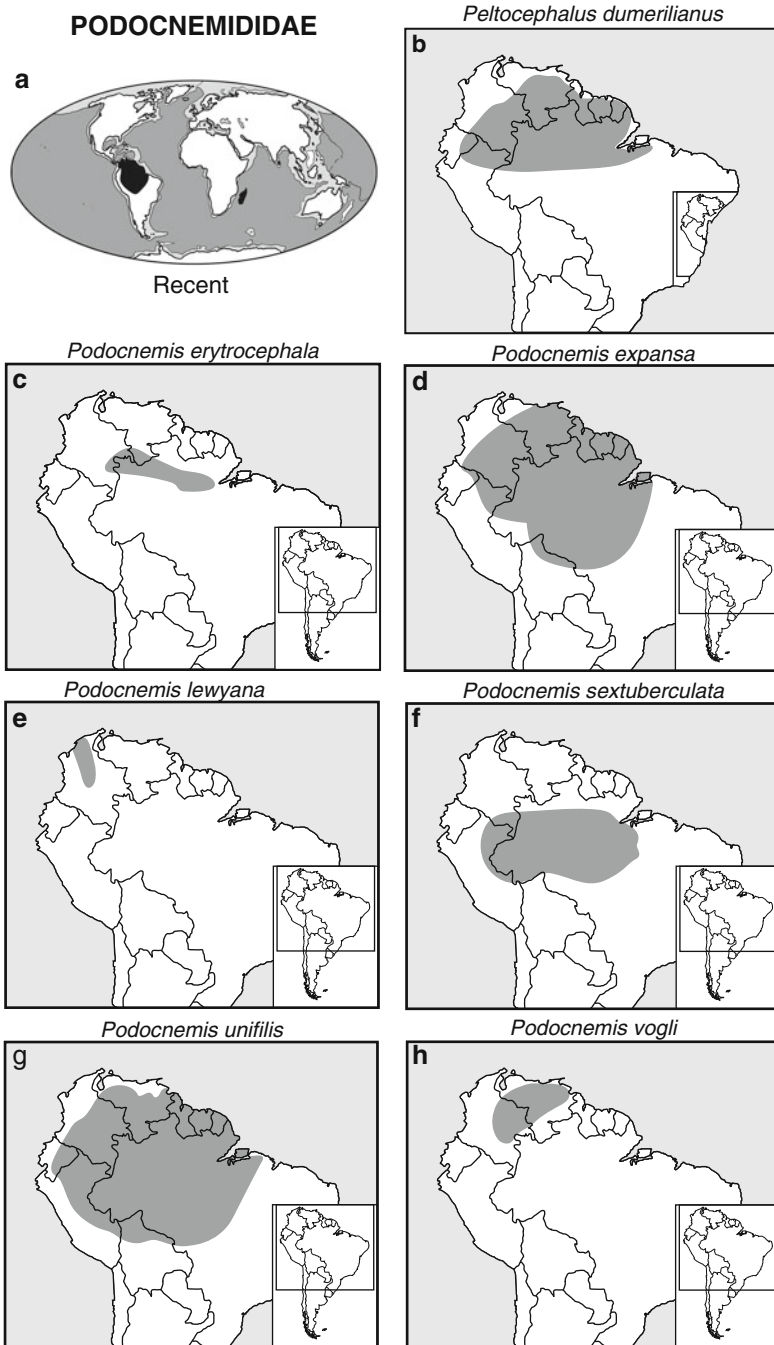 PODOCNEMIDIDAE
a
Recent
Peltocephalus dumerilianus
b
Podocnemis erytrocephala
c
Podocnemis expansa
d
Podocnemis lewyana
e
Podocnemis sextuberculata
f
Podocnemis unifilis
g
Podocnemis vogli
h